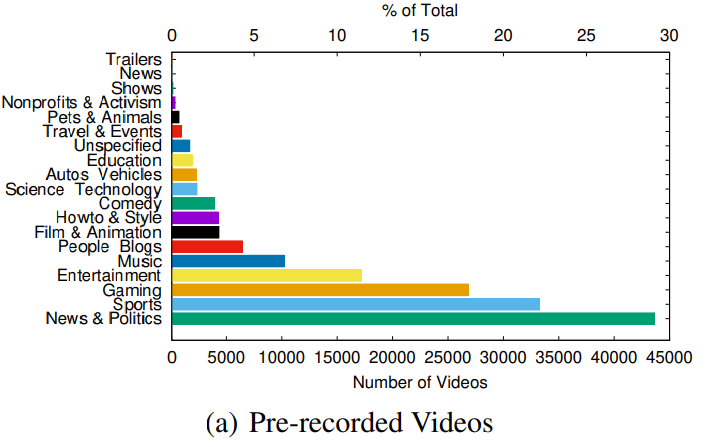 % of Total
0 5 10 15 20 25 30
Trailers
News
Shows
Nonprofits & Activism
Pets & Animals
Travel & Events
Unspecified
Education
Autos Vehicles
Science Technology
Comedy
Howto & Style
Film & Animation
People Blogs
Music
Entertainment
Gaming
Sports
News & Politics
0 5000 10000 15000 20000 25000 30000 35000 40000 45000
Number of Videos
(a) Pre-recorded Videos